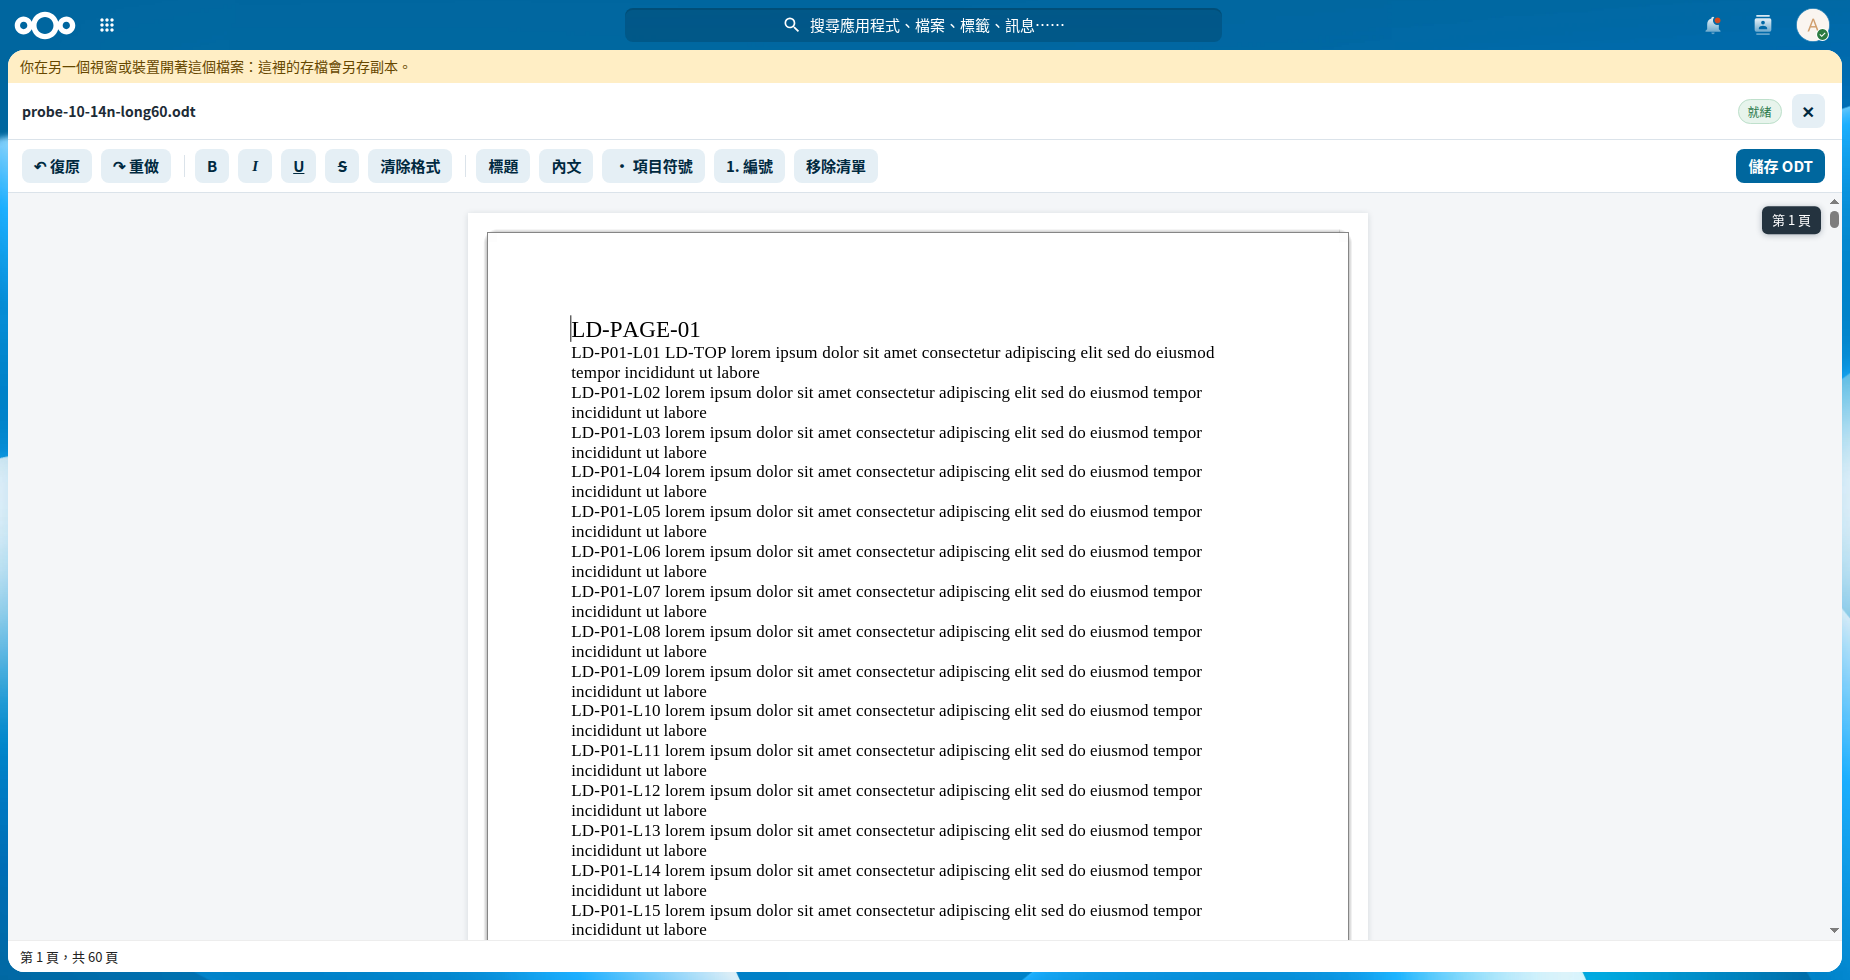 搜尋應用程式、檔案、標籤、訊息……
A
你在另一個視窗或裝置開著這個檔案：這裡的存檔會另存副本。
probe-10-14n-long60.odt
就緒
×
↶ 復原 ↷ 重做 B I U S 清除格式 標題 內文 • 項目符號 1. 編號 移除清單 儲存 ODT
第 1 頁
LD-PAGE-01
LD-P01-L01 LD-TOP lorem ipsum dolor sit amet consectetur adipiscing elit sed do eiusmod
tempor incididunt ut labore
LD-P01-L02 lorem ipsum dolor sit amet consectetur adipiscing elit sed do eiusmod tempor
incididunt ut labore
LD-P01-L03 lorem ipsum dolor sit amet consectetur adipiscing elit sed do eiusmod tempor
incididunt ut labore
LD-P01-L04 lorem ipsum dolor sit amet consectetur adipiscing elit sed do eiusmod tempor
incididunt ut labore
LD-P01-L05 lorem ipsum dolor sit amet consectetur adipiscing elit sed do eiusmod tempor
incididunt ut labore
LD-P01-L06 lorem ipsum dolor sit amet consectetur adipiscing elit sed do eiusmod tempor
incididunt ut labore
LD-P01-L07 lorem ipsum dolor sit amet consectetur adipiscing elit sed do eiusmod tempor
incididunt ut labore
LD-P01-L08 lorem ipsum dolor sit amet consectetur adipiscing elit sed do eiusmod tempor
incididunt ut labore
LD-P01-L09 lorem ipsum dolor sit amet consectetur adipiscing elit sed do eiusmod tempor
incididunt ut labore
LD-P01-L10 lorem ipsum dolor sit amet consectetur adipiscing elit sed do eiusmod tempor
incididunt ut labore
LD-P01-L11 lorem ipsum dolor sit amet consectetur adipiscing elit sed do eiusmod tempor
incididunt ut labore
LD-P01-L12 lorem ipsum dolor sit amet consectetur adipiscing elit sed do eiusmod tempor
incididunt ut labore
LD-P01-L13 lorem ipsum dolor sit amet consectetur adipiscing elit sed do eiusmod tempor
incididunt ut labore
LD-P01-L14 lorem ipsum dolor sit amet consectetur adipiscing elit sed do eiusmod tempor
incididunt ut labore
LD-P01-L15 lorem ipsum dolor sit amet consectetur adipiscing elit sed do eiusmod tempor
incididunt ut labore
第 1 頁，共 60 頁